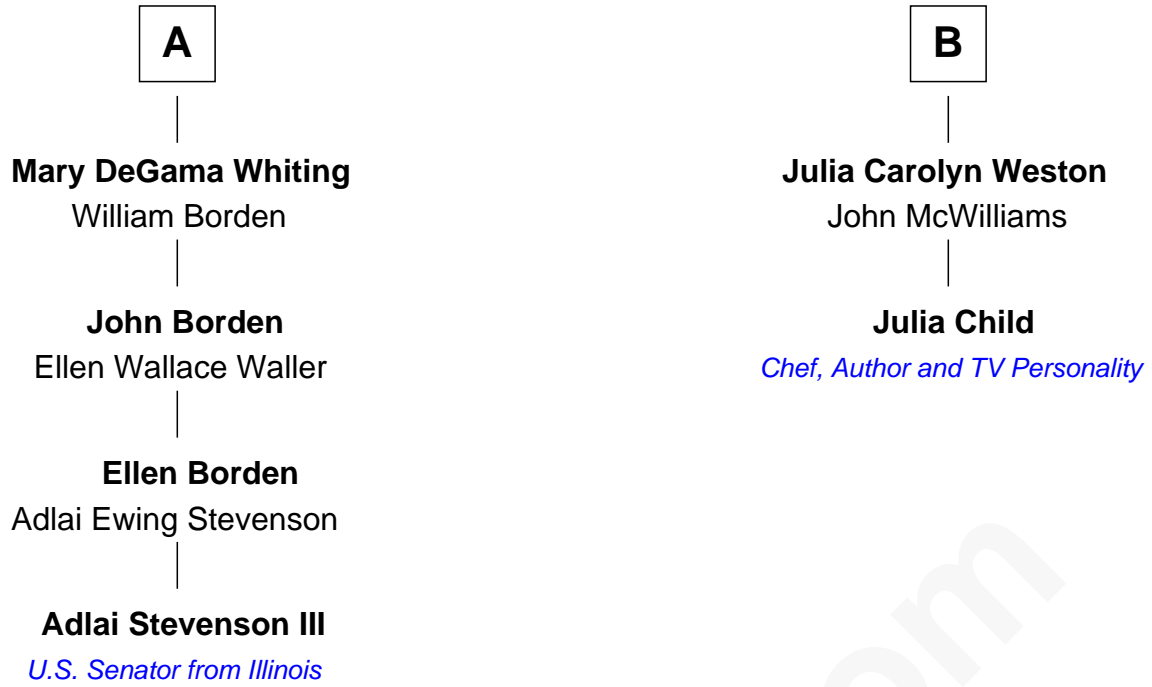 A
Mary DeGama Whiting
William Borden
John Borden
Ellen Wallace Waller
Ellen Borden
Adlai Ewing Stevenson
Adlai Stevenson III
U.S. Senator from Illinois
B
Julia Carolyn Weston
John McWilliams
Julia Child
Chef, Author and TV Personality
om